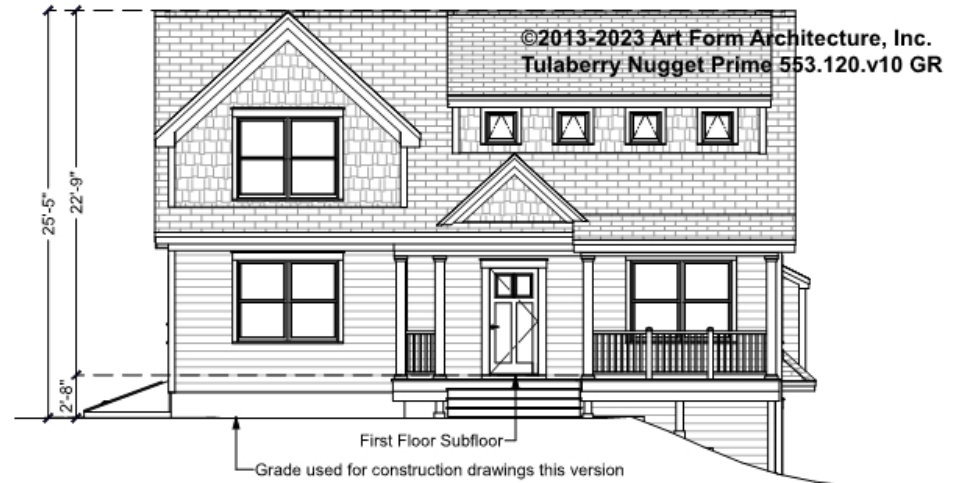 ©2013-2023 Art Form Architecture, Inc.
Tulaberry Nugget Prime 553.120.v10 GR
25'-5"
22'-9"
2'-8"
First Floor Subfloor
Grade used for construction drawings this version